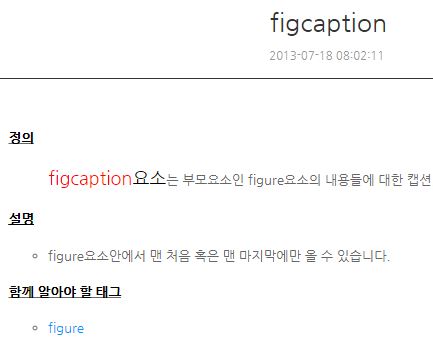 figcaption
2013-07-18 08:02:11
정의
figcaption요소는 부모요소인 figure요소의 내용들에 대한 캡션
설명
figure요소안에서 맨 처음 혹은 맨 마지막에만 올 수 있습니다.
함께 알아야 할 태그
figure